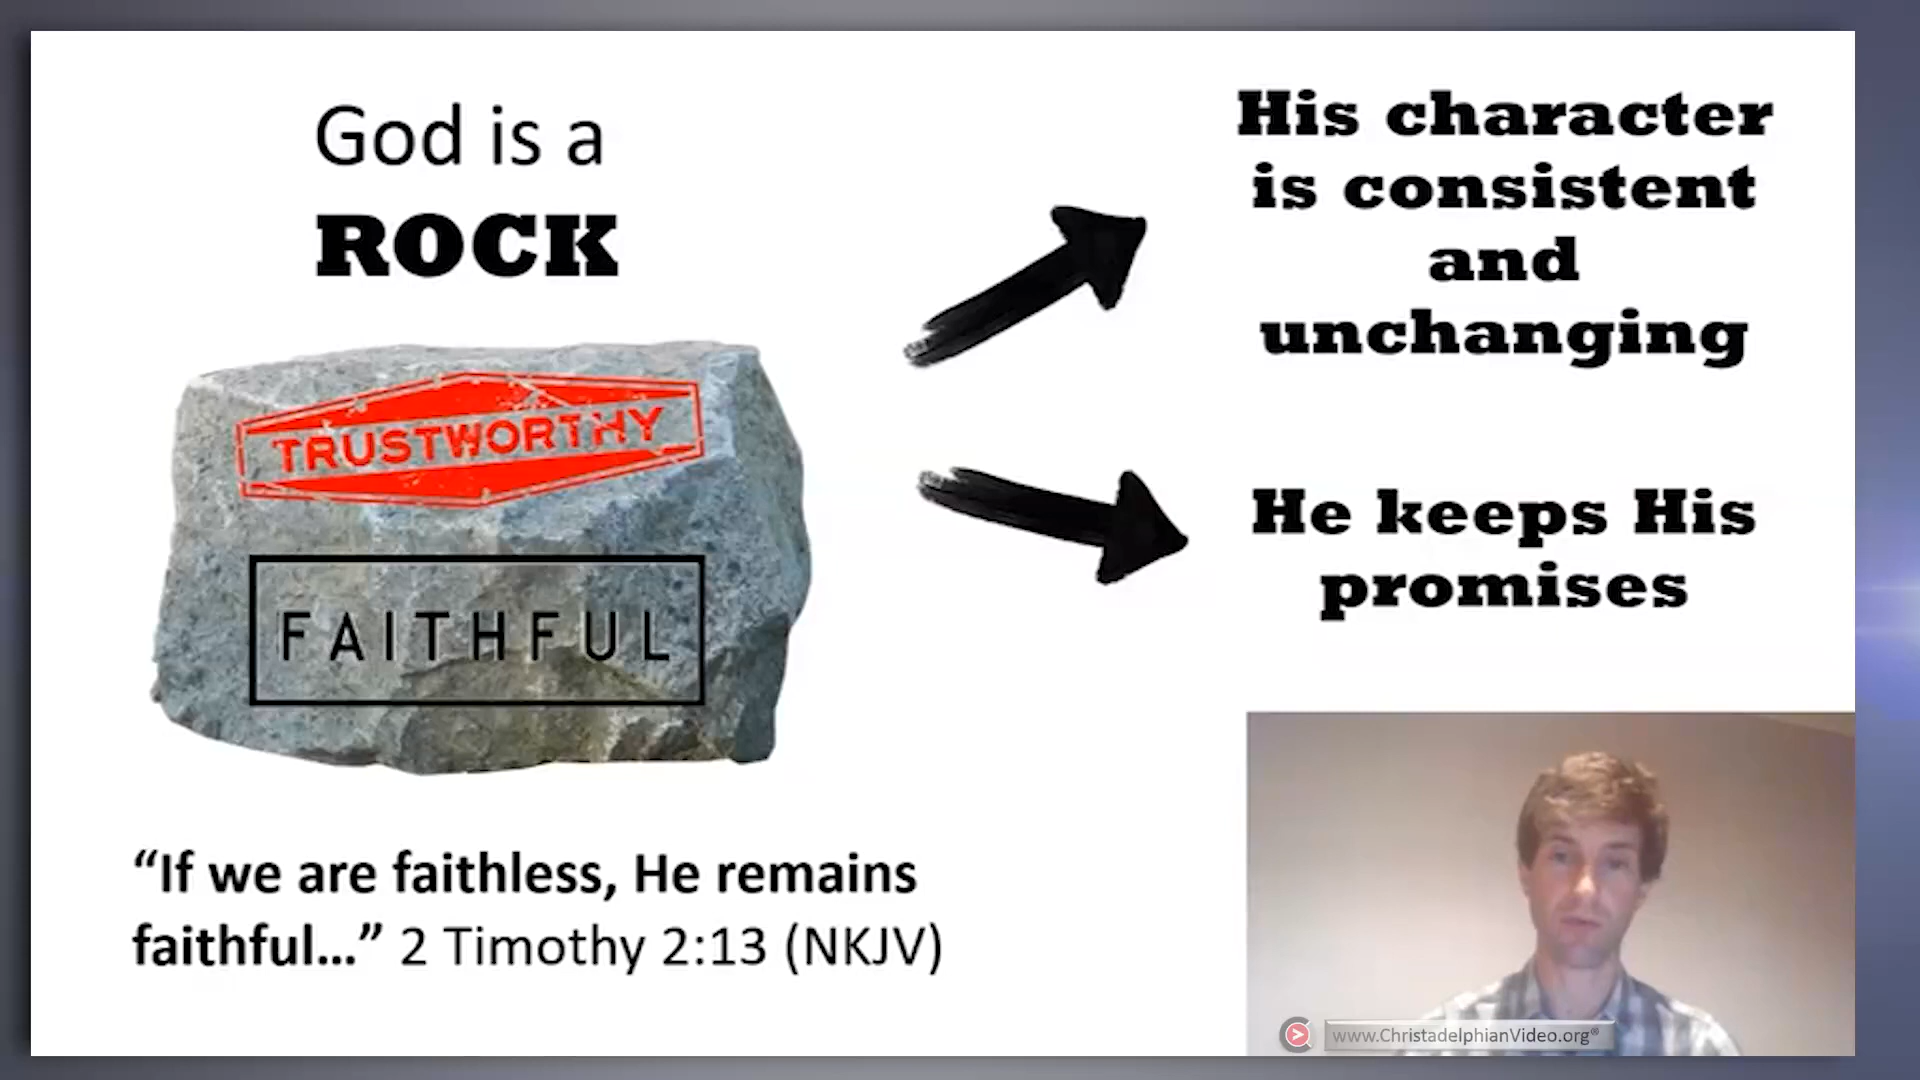 God is a
ROCK
TRUSTWORTHY
FAITHFUL
“If we are faithless, He remains
faithful…” 2 Timothy 2:13 (NKJV)
His character
is consistent
and
unchanging
He keeps His
promises
www.ChristadelphianVideo.org®